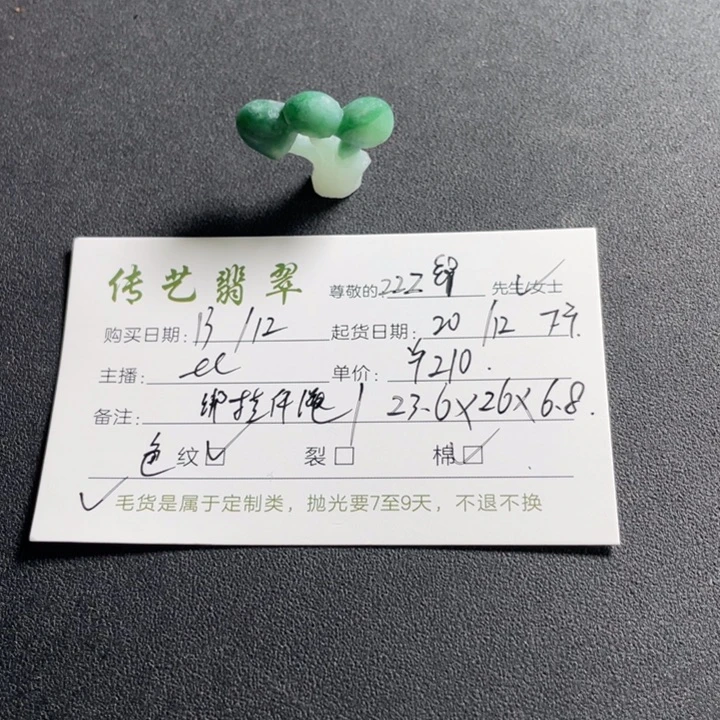 传艺翡翠 尊敬的:222 先生/女士
购买日期:13/12 起货日期:20/12
主播: 单价:¥210.
备注: 23.6X26X6.8.
色纹☑ 裂□ 棉☑
✓毛货是属于定制类，抛光要7至9天，不退不换